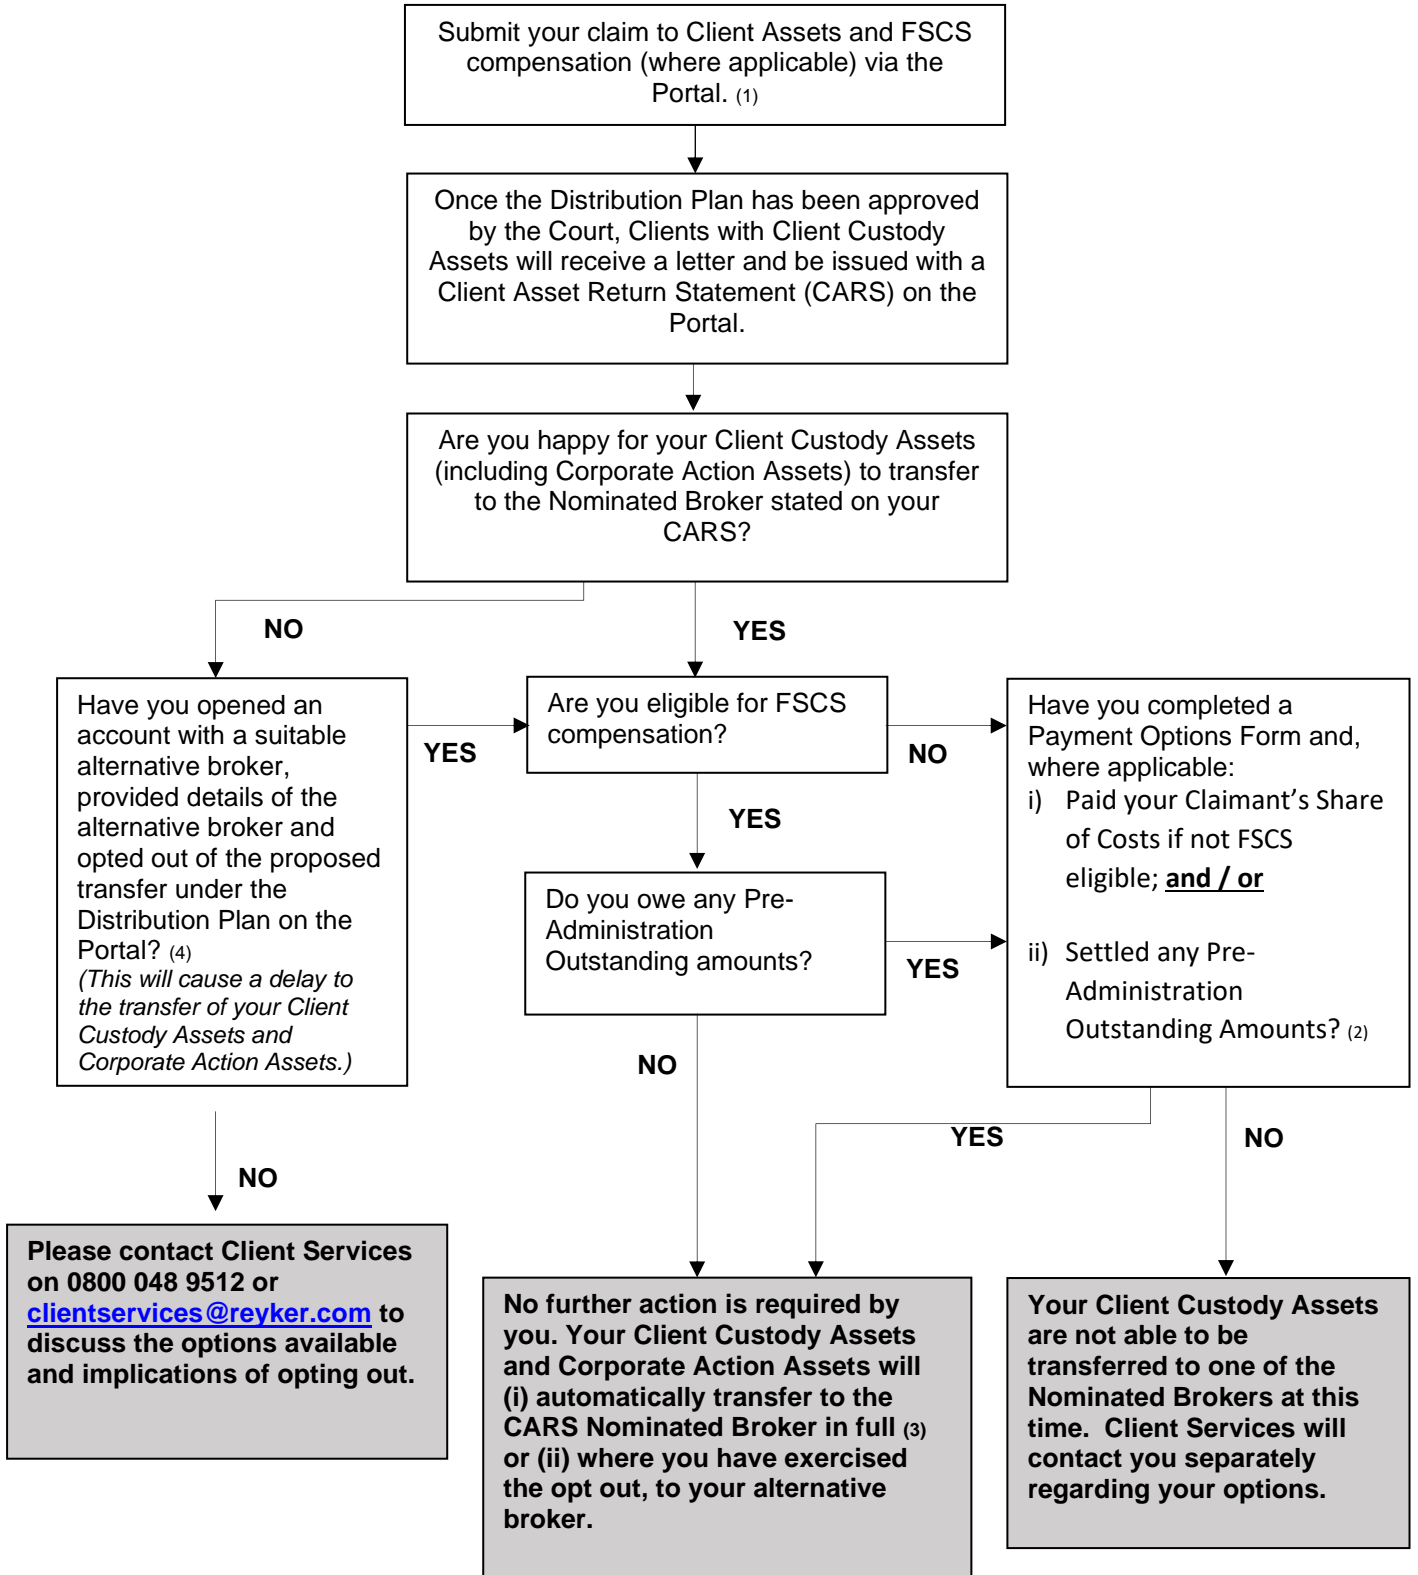 Submit your claim to Client Assets and FSCS
compensation (where applicable) via the
Portal. (1)
Once the Distribution Plan has been approved
by the Court, Clients with Client Custody
Assets will receive a letter and be issued with a
Client Asset Return Statement (CARS) on the
Portal.
Are you happy for your Client Custody Assets
(including Corporate Action Assets) to transfer
to the Nominated Broker stated on your
CARS?
NO
YES
Have you opened an
account with a suitable
alternative broker,
provided details of the
alternative broker and
opted out of the proposed
transfer under the
Distribution Plan on the
Portal? (4)
(This will cause a delay to
the transfer of your Client
Custody Assets and
Corporate Action Assets.)
YES
Are you eligible for FSCS
compensation?
NO
YES
Do you owe any Pre-
Administration
Outstanding amounts?
YES
NO
Have you completed a
Payment Options Form and,
where applicable:
i) Paid your Claimant’s Share
of Costs if not FSCS
eligible; and / or
ii) Settled any Pre-
Administration
Outstanding Amounts? (2)
YES
NO
NO
Please contact Client Services
on 0800 048 9512 or
clientservices@reyker.com to
discuss the options available
and implications of opting out.
No further action is required by
you. Your Client Custody Assets
and Corporate Action Assets will
(i) automatically transfer to the
CARS Nominated Broker in full (3)
or (ii) where you have exercised
the opt out, to your alternative
broker.
Your Client Custody Assets
are not able to be
transferred to one of the
Nominated Brokers at this
time. Client Services will
contact you separately
regarding your options.